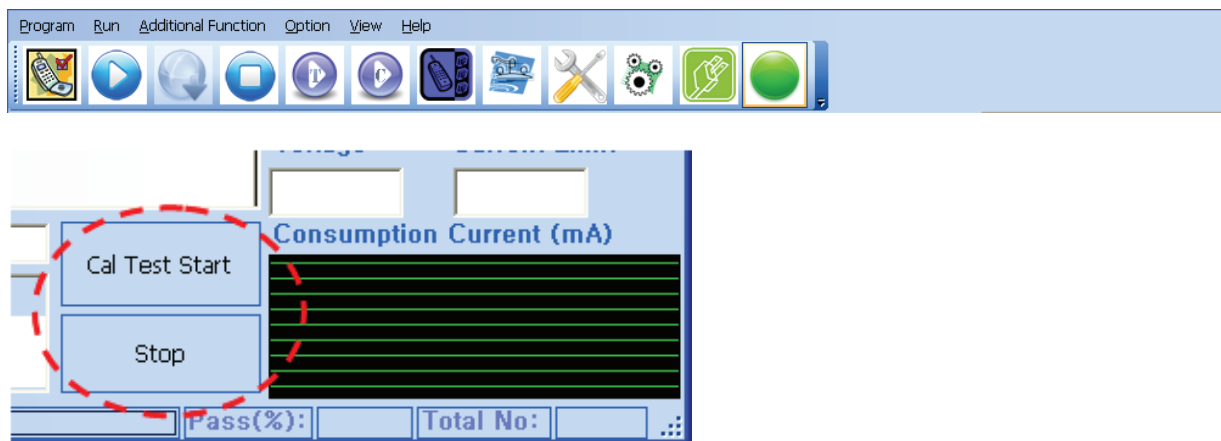 Program Run Additional Function Option View Help
T C
Consumption Current (mA)
Cal Test Start
Stop
Pass(%): Total No: